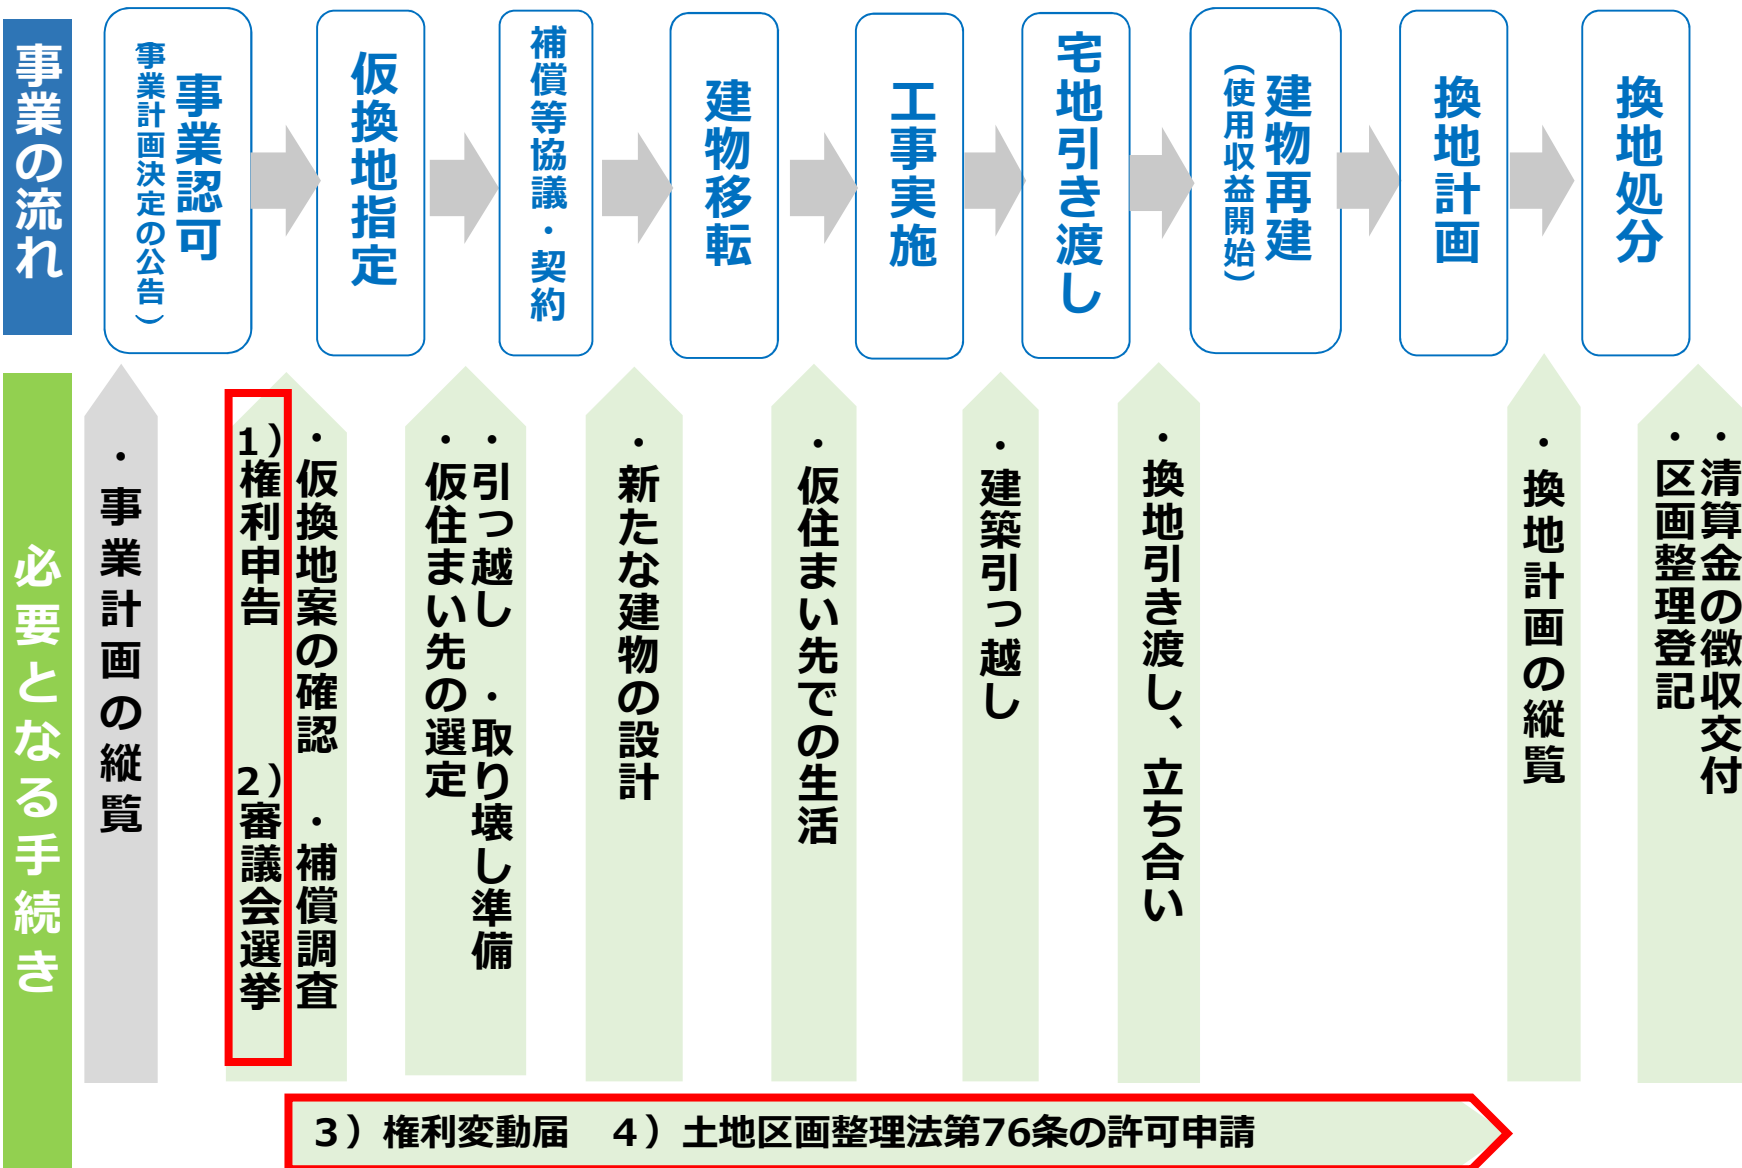 事業の流れ
事業認可
（事業計画決定の公告）
仮換地指定
補償等協議・契約
建物移転
工事実施
宅地引き渡し
建物再建
（使用収益開始）
換地計画
換地処分
必要となる手続き
・事業計画の縦覧
・仮換地案の確認　・補償調査
1）権利申告　2）審議会選挙
・引っ越し　・取り壊し準備
・仮住まい先の選定
・新たな建物の設計
・仮住まい先での生活
・建築引っ越し
・換地引き渡し、立ち合い
・換地計画の縦覧
・清算金の徴収交付
・区画整理登記
3）権利変動届　4）土地区画整理法第76条の許可申請